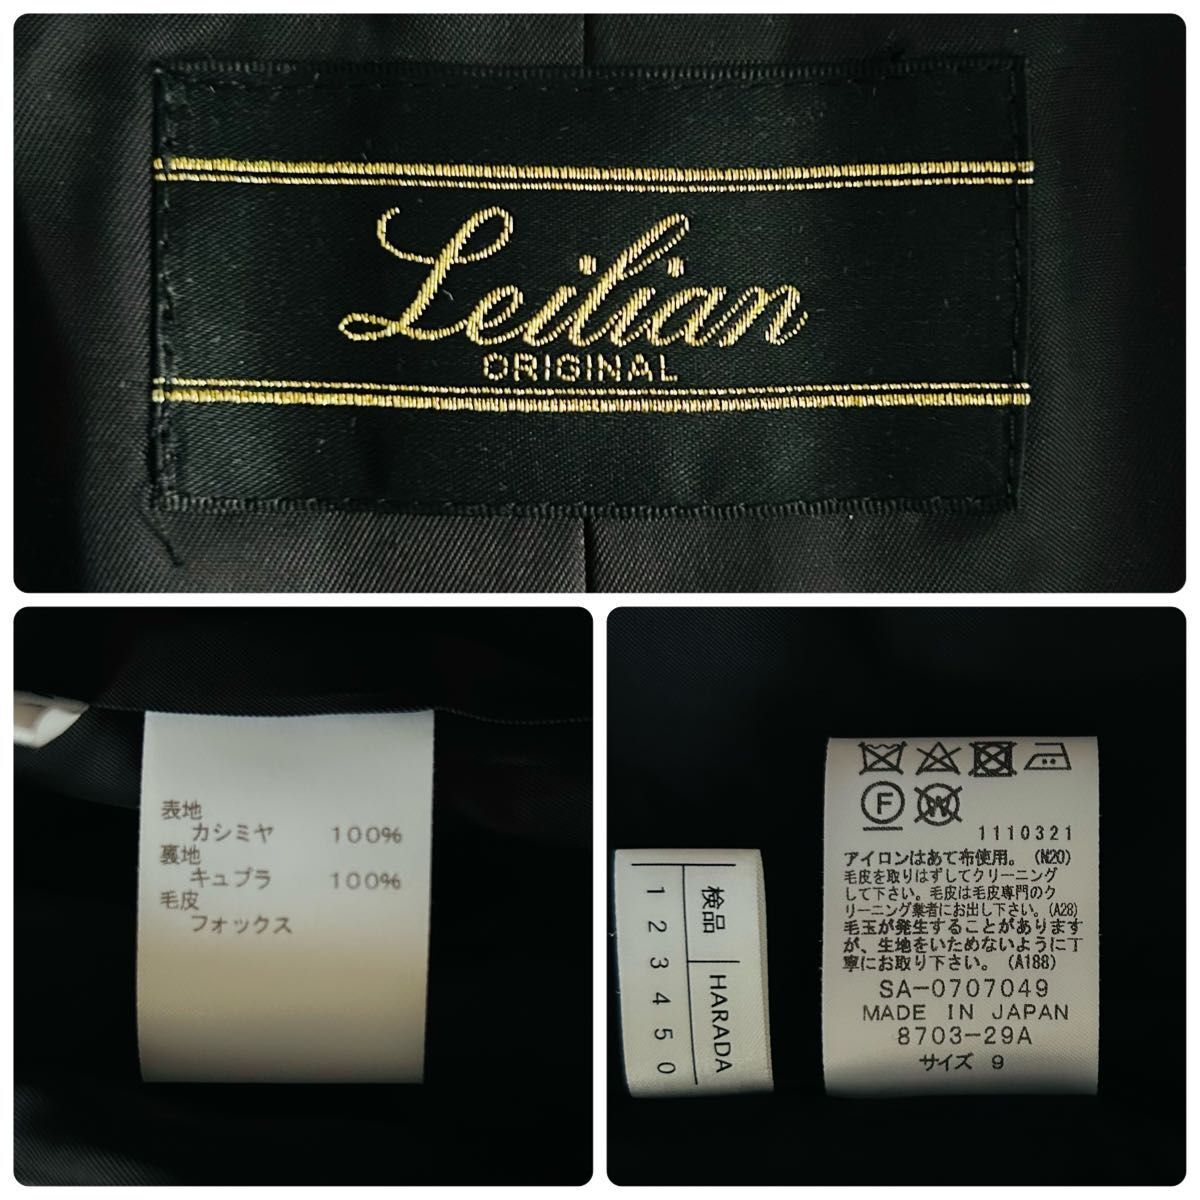 Leilian
ORIGINAL
表地
カシミヤ 100%
裏地
キュプラ 100%
毛皮
フォックス
検品 HARADA
1 2 3 4 5 0
F
W
1110321
アイロンはあて布使用。(N20)
毛皮を取りはずしてクリーニング
して下さい。毛皮は毛皮専門のク
リーニング業者にお出し下さい。(A28)
毛玉が発生することがあります
が、生地をいためないように丁
寧にお取り下さい。(A188)
SA-0707049
MADE IN JAPAN
8703-29A
サイズ 9